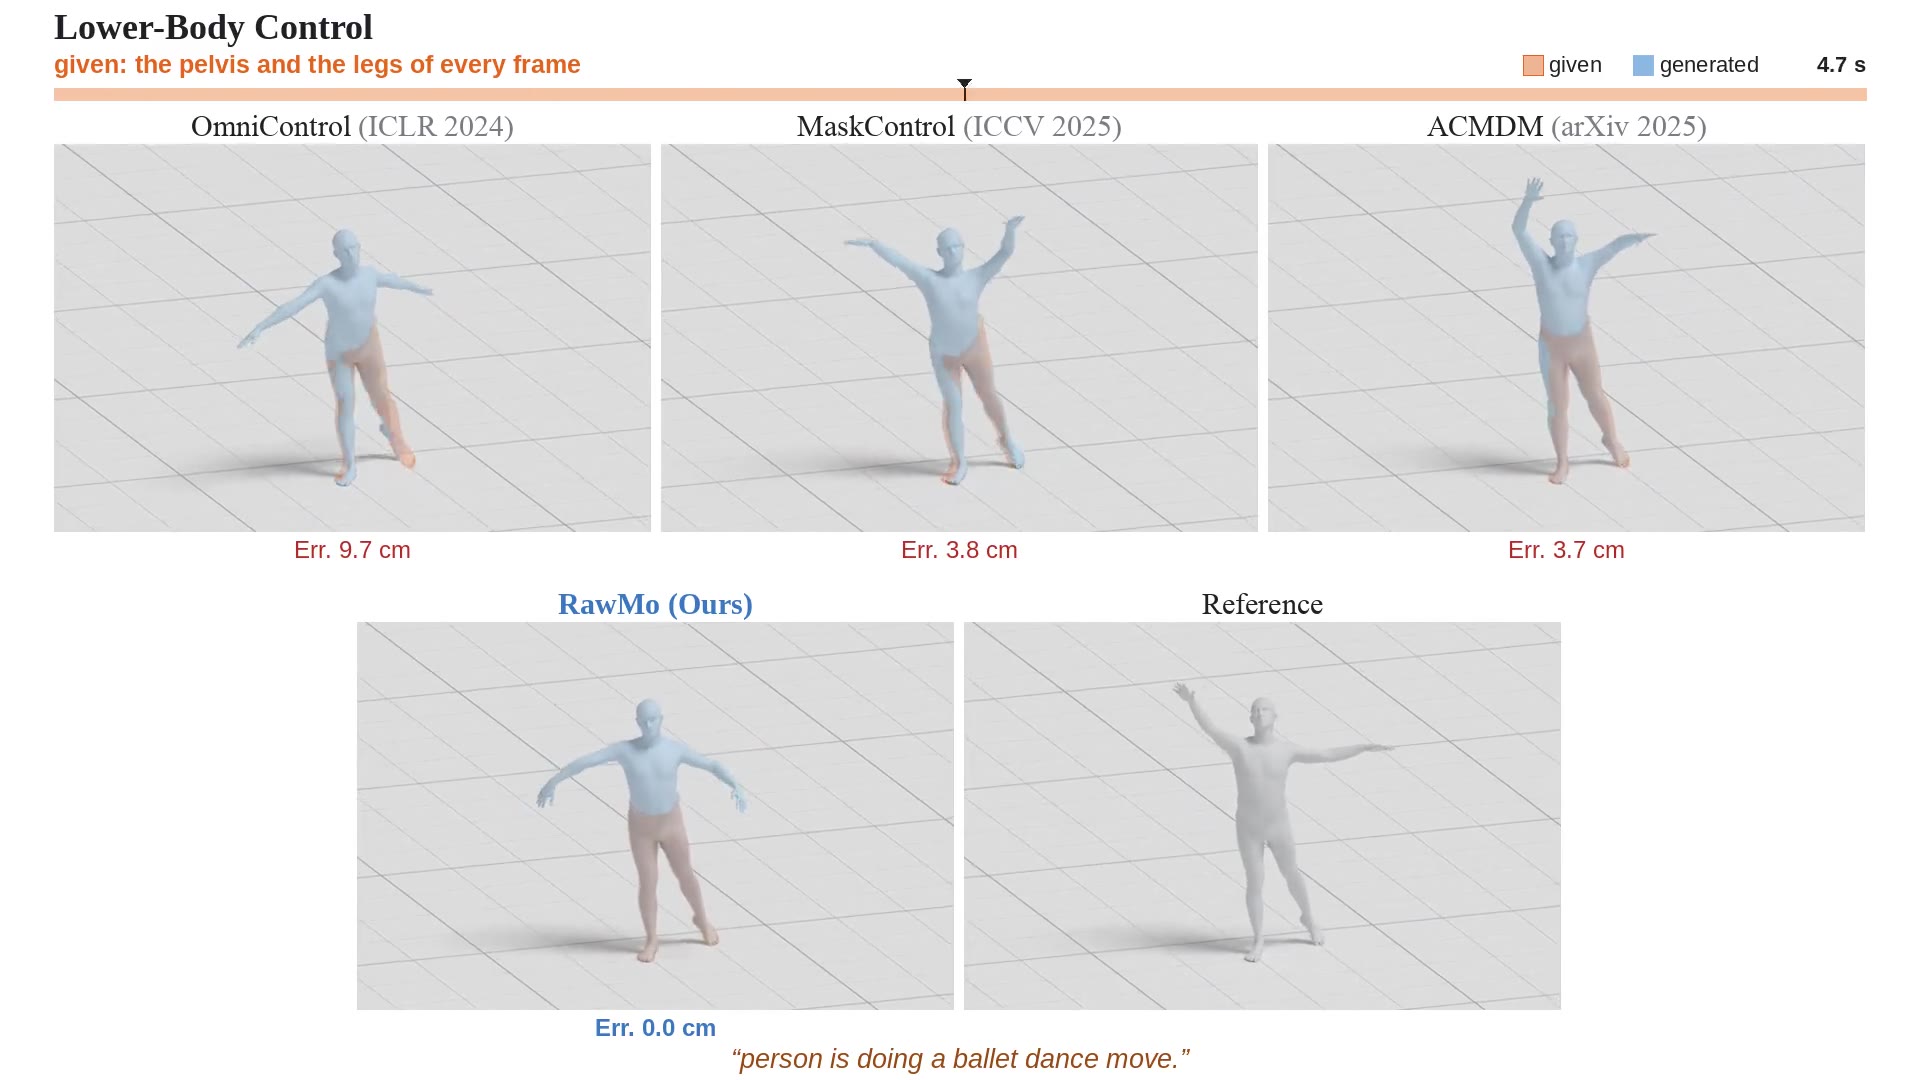 Lower-Body Control
given: the pelvis and the legs of every frame
given generated 4.7 s
OmniControl (ICLR 2024)
MaskControl (ICCV 2025)
ACMDM (arXiv 2025)
Err. 9.7 cm
Err. 3.8 cm
Err. 3.7 cm
RawMo (Ours)
Reference
Err. 0.0 cm
“person is doing a ballet dance move.”